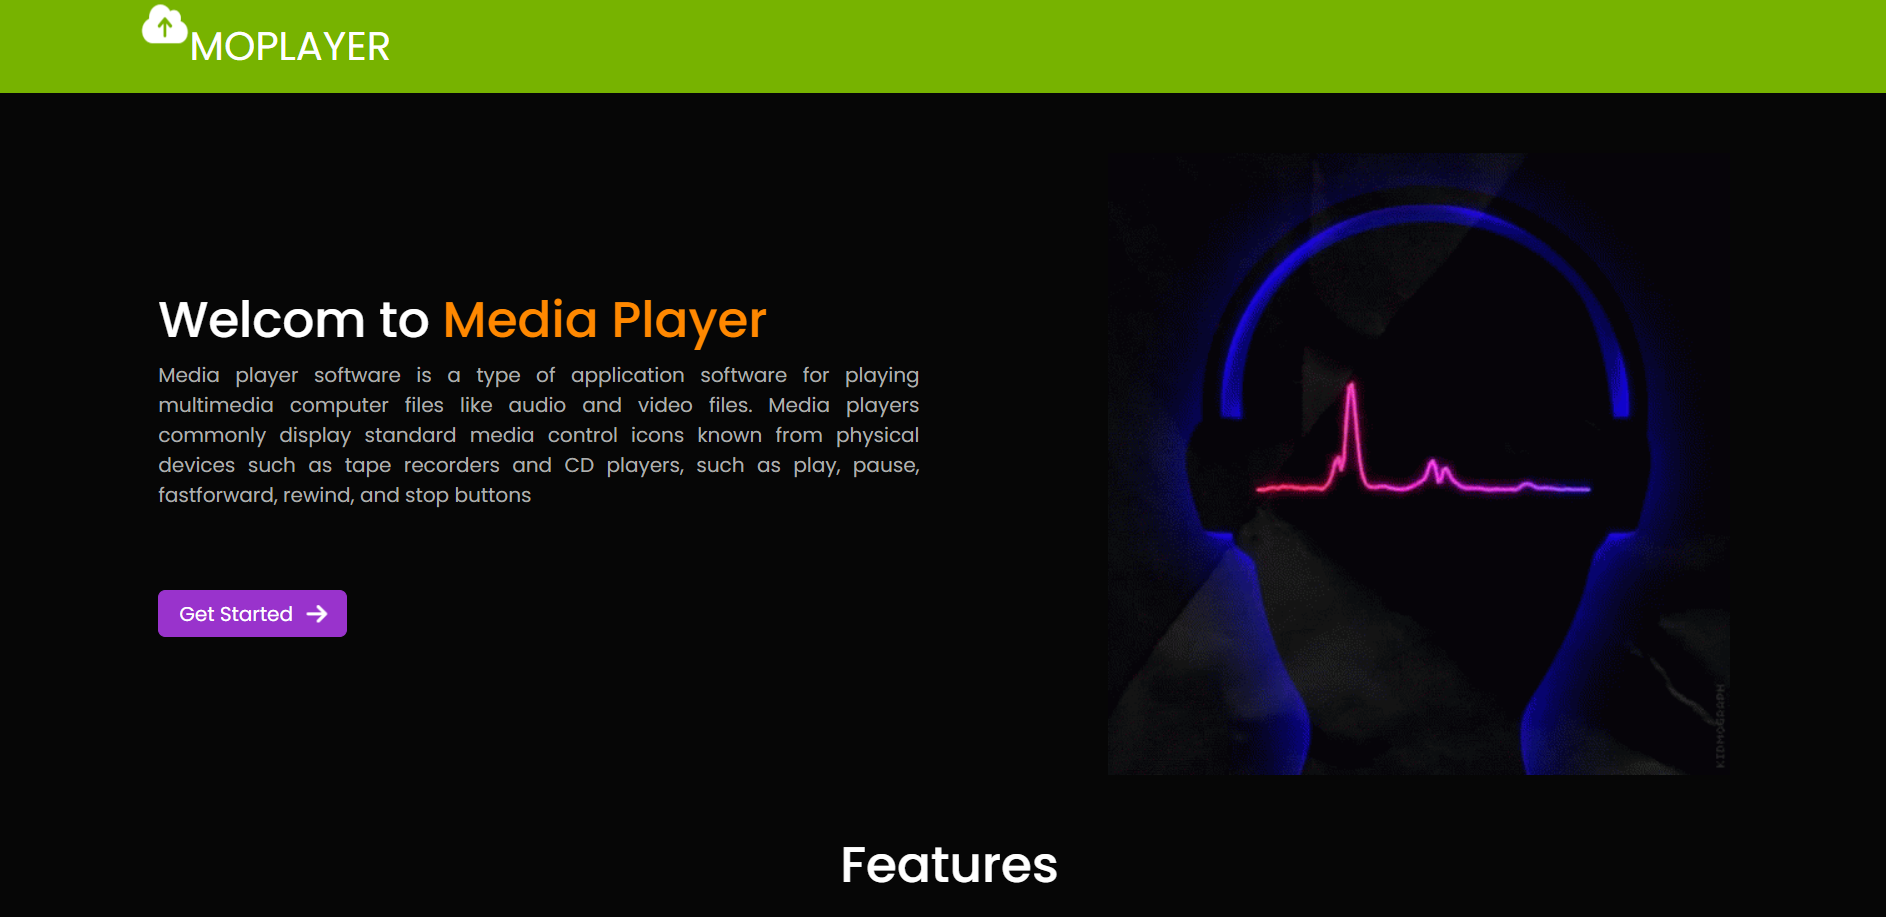 MOPLAYER
Welcom to Media Player
Media player software is a type of application software for playing
multimedia computer files like audio and video files. Media players
commonly display standard media control icons known from physical
devices such as tape recorders and CD players, such as play, pause,
fastforward, rewind, and stop buttons
Get Started
KIDMOGRAPH
Features